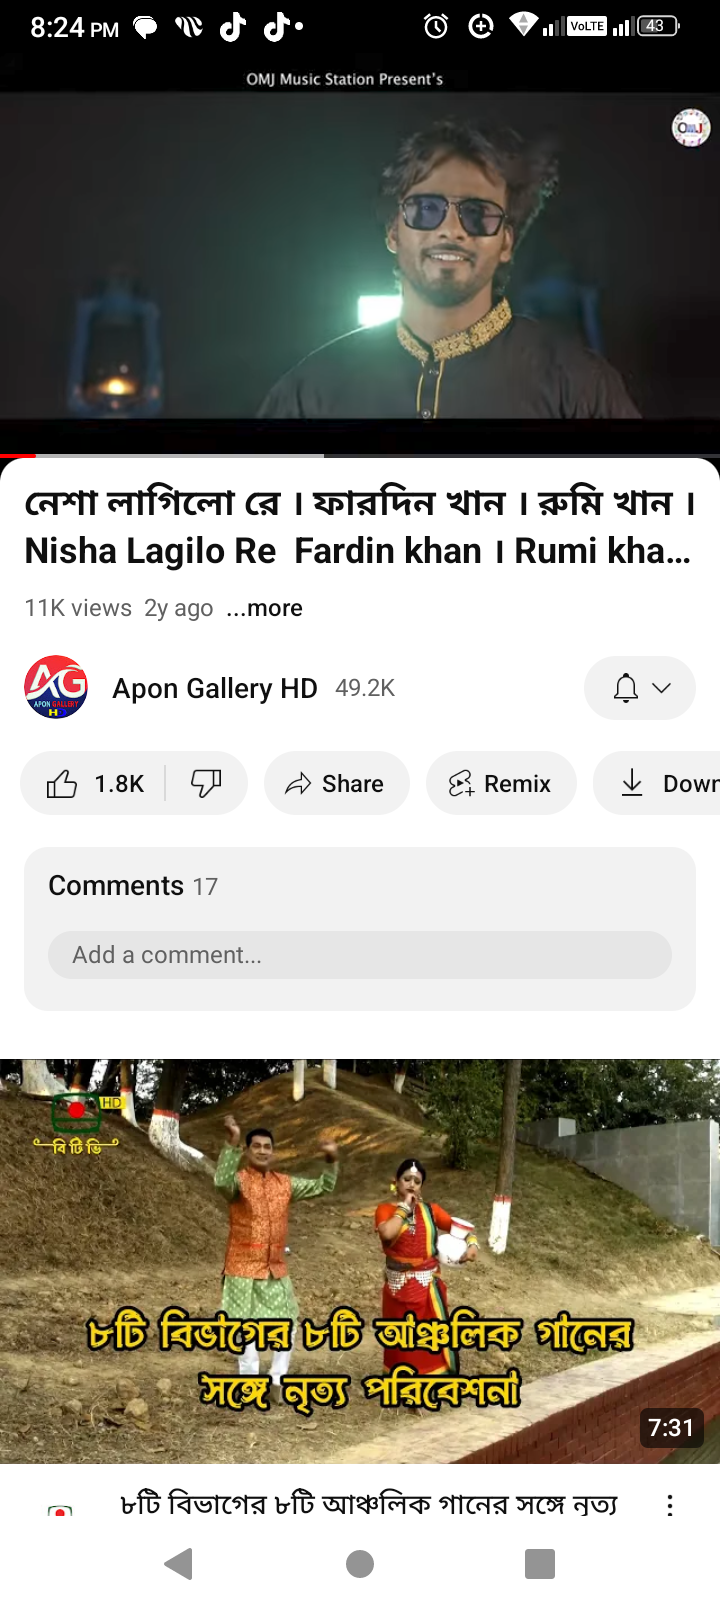 8:24 PM
VoLTE
43
OMJ Music Station Present's
OMJ
নেশা লাগিলো রে । ফারদিন খান । রুমি খান ।
Nisha Lagilo Re Fardin khan । Rumi kha...
11K views 2y ago ...more
AG
APON GALLERY
HD
Apon Gallery HD 49.2K
1.8K
Share
Remix
Down
Comments 17
Add a comment...
HD
বিটিভি
৮টি বিভাগের ৮টি আঞ্চলিক গানের
সঙ্গে নৃত্য পরিবেশনা
7:31
৮টি বিভাগের ৮টি আঞ্চলিক গানের সঙ্গে নৃত্য